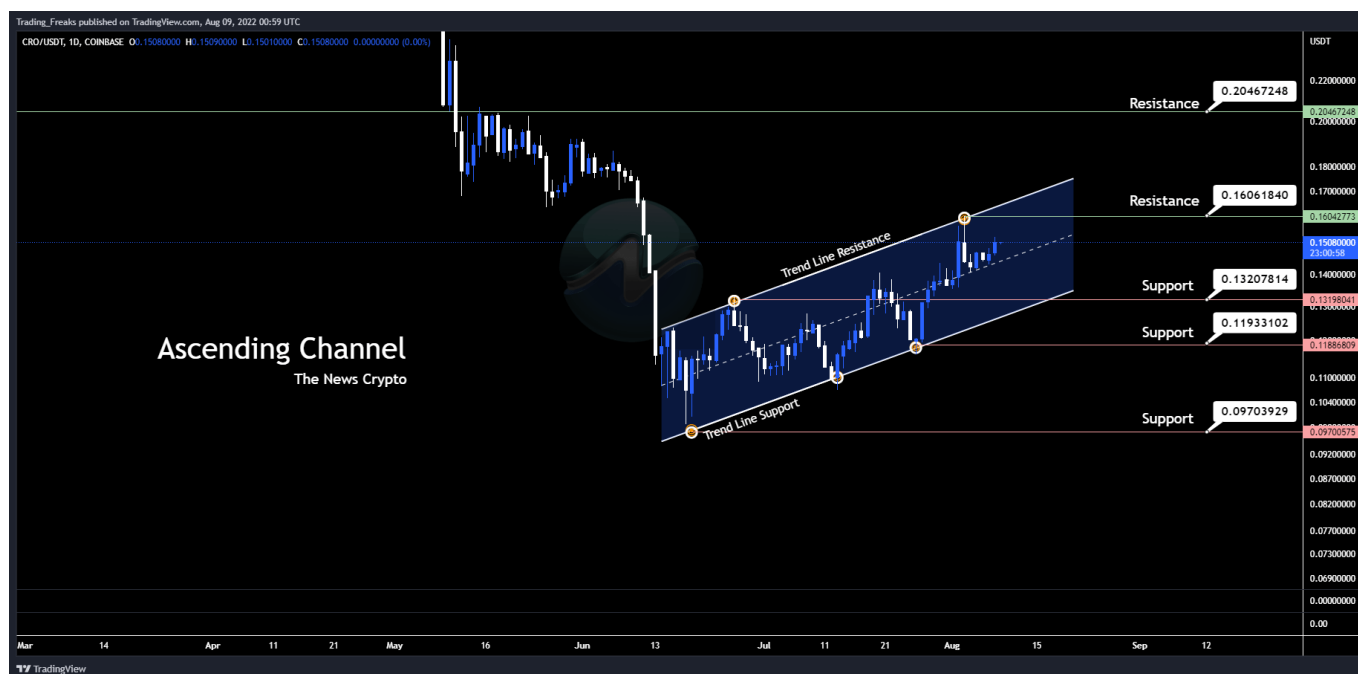 Trading_Freaks published on TradingView.com, Aug 09, 2022 00:59 UTC
CRO/USDT, 1D, COINBASE O0.15080000 H0.15090000 L0.15010000 C0.15080000 0.00000000 (0.00%)
USDT
0.22000000
Resistance
0.20467248
0.20467248
0.20000000
0.18000000
0.17000000
Resistance
0.16061840
0.16042773
Trend Line Resistance
0.15080000
23:00:58
0.14000000
Support
0.13207814
0.13198041
0.13000000
Support
0.11933102
0.11886809
Ascending Channel
The News Crypto
0.11000000
0.10400000
Trend Line Support
Support
0.09703929
0.09700575
0.09200000
0.08700000
0.08200000
0.07700000
0.07300000
0.06900000
0.00000000
0.00
Mar 14 Apr 11 21 May 16 Jun 13 Jul 11 21 Aug 15 Sep 12
TradingView